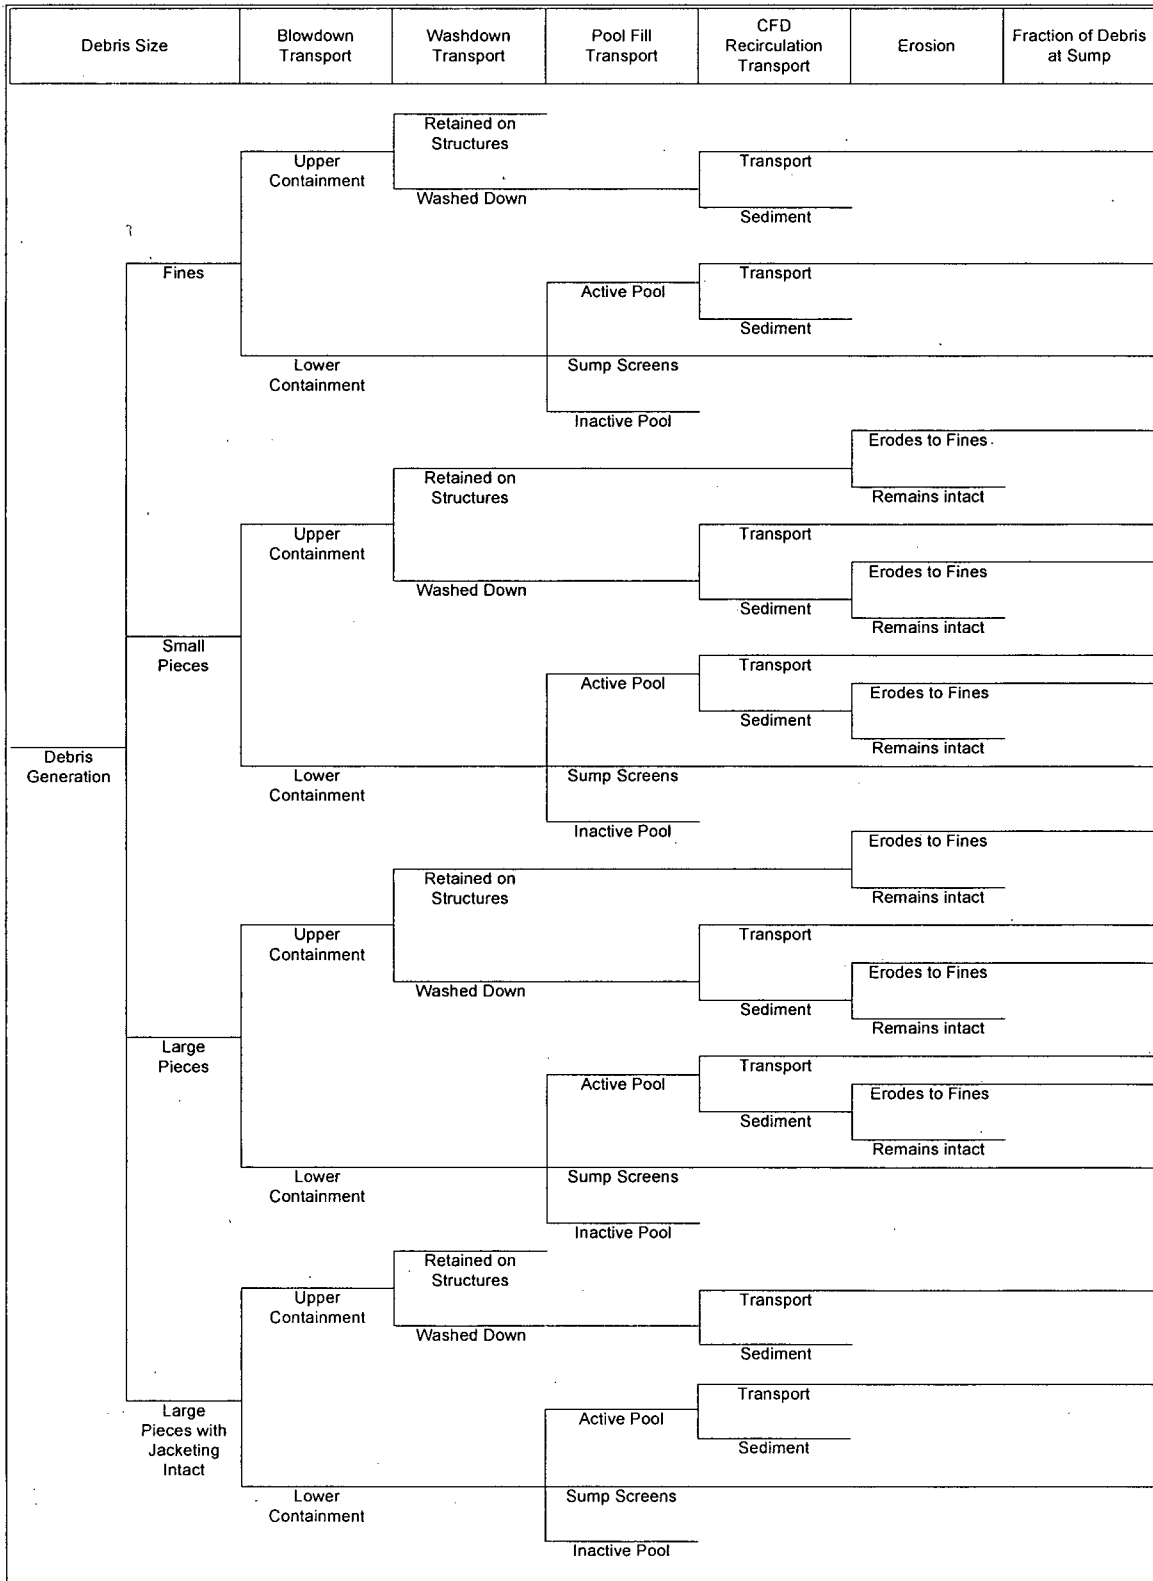 Debris Size
Blowdown
Transport
Washdown
Transport
Pool Fill
Transport
CFD
Recirculation
Transport
Erosion
Fraction of Debris
at Sump
Retained on
Structures
Upper
Containment
Transport
Washed Down
Sediment
Fines
Transport
Active Pool
Sediment
Lower
Containment
Sump Screens
Inactive Pool
Erodes to Fines
Retained on
Structures
Remains intact
Upper
Containment
Transport
Erodes to Fines
Washed Down
Sediment
Remains intact
Small
Pieces
Transport
Active Pool
Erodes to Fines
Sediment
Remains intact
Debris
Generation
Lower
Containment
Sump Screens
Inactive Pool
Erodes to Fines
Retained on
Structures
Remains intact
Upper
Containment
Transport
Erodes to Fines
Washed Down
Sediment
Remains intact
Large
Pieces
Transport
Active Pool
Erodes to Fines
Sediment
Remains intact
Lower
Containment
Sump Screens
Inactive Pool
Retained on
Structures
Upper
Containment
Transport
Washed Down
Sediment
Transport
Large
Pieces with
Jacketing
Intact
Active Pool
Sediment
Lower
Containment
Sump Screens
Inactive Pool